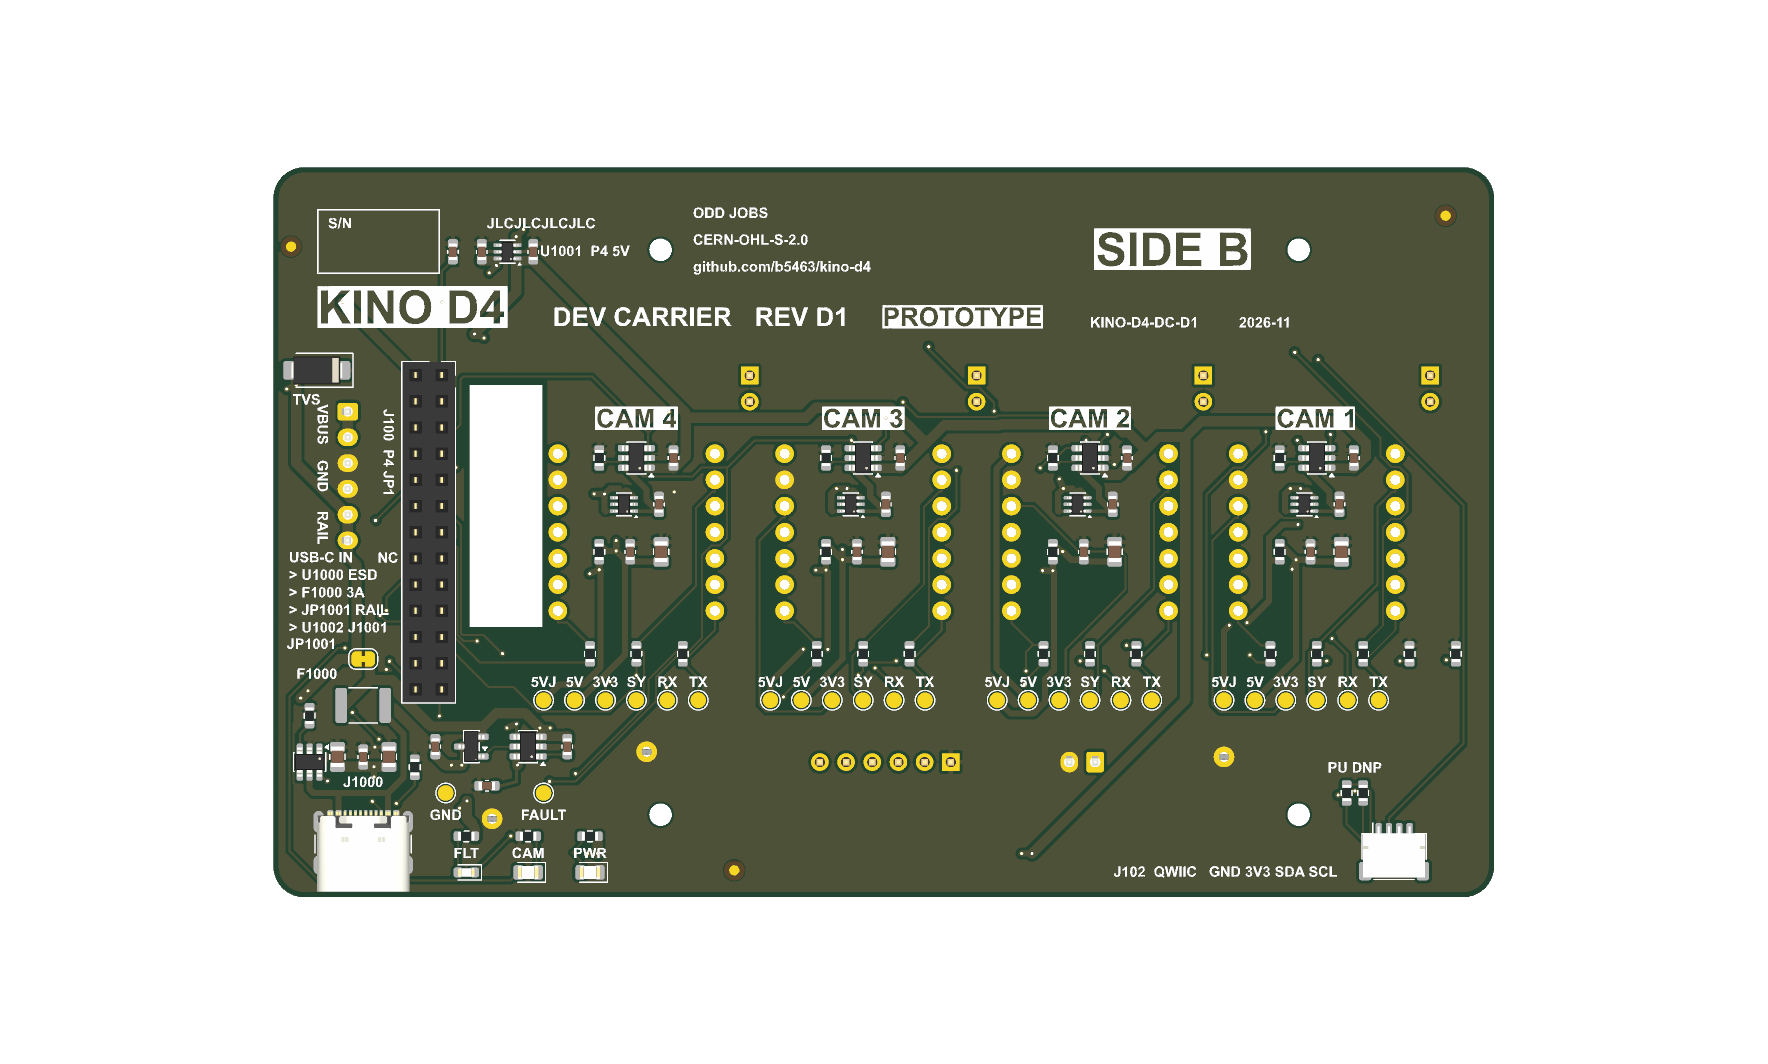 S/N
JLCJLCJLCJLC
U1001 P4 5V
ODD JOBS
CERN-OHL-S-2.0
github.com/b5463/kino-d4
SIDE B
KINO D4
DEV CARRIER REV D1 PROTOTYPE
KINO-D4-DC-D1 2026-11
TVS
VBUS
GND
RAIL
J100 P4 JP1
CAM 4
CAM 3
CAM 2
CAM 1
USB-C IN NC
> U1000 ESD
> F1000 3A
> JP1001 RAIL
> U1002 J1001
JP1001
F1000
5VJ 5V 3V3 SY RX TX
5VJ 5V 3V3 SY RX TX
5VJ 5V 3V3 SY RX TX
5VJ 5V 3V3 SY RX TX
J1000
GND
FAULT
FLT
CAM
PWR
PU DNP
J102 QWIIC GND 3V3 SDA SCL